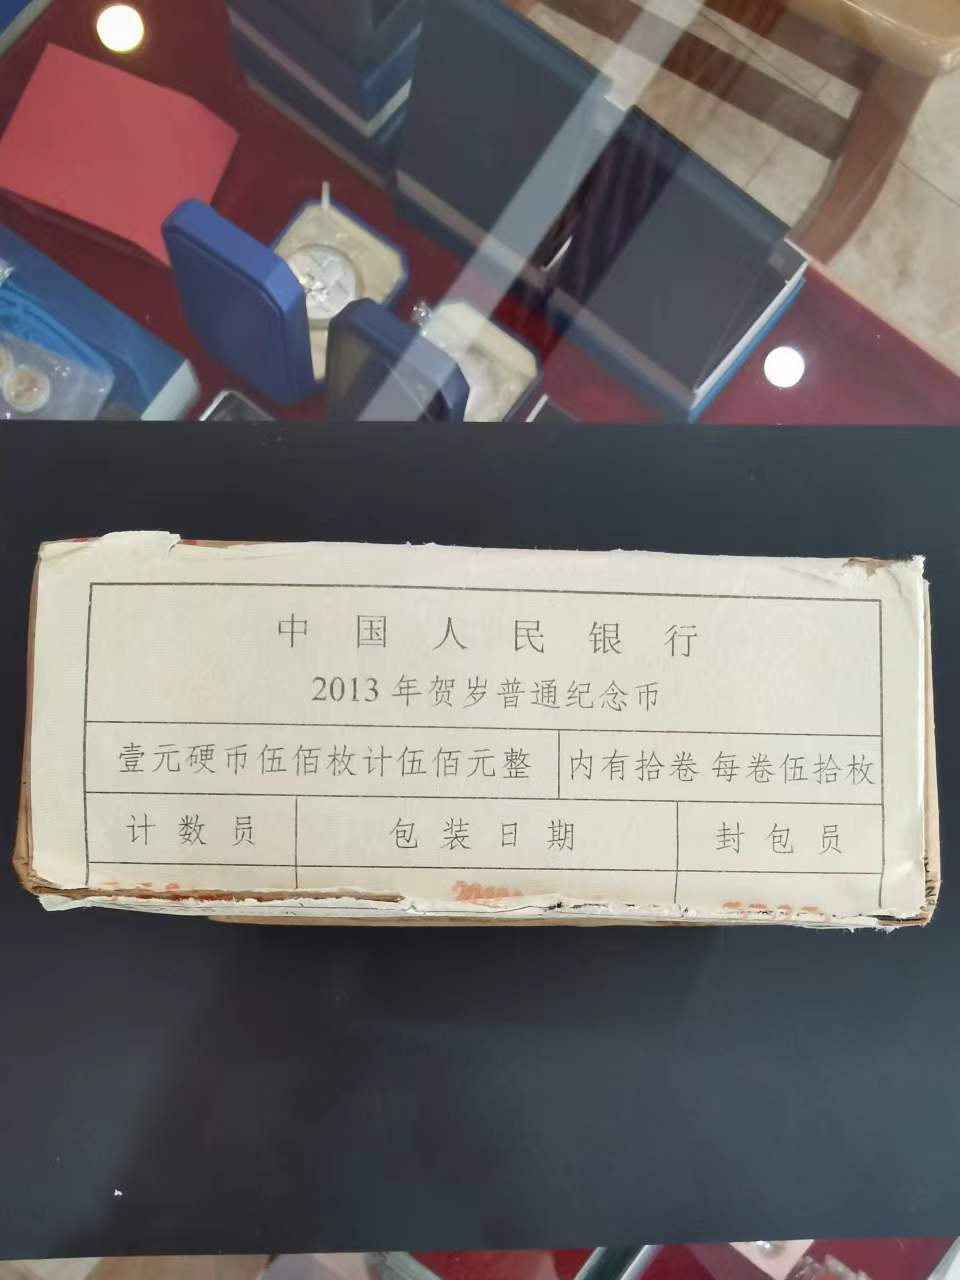 中国人民银行
2013年贺岁普通纪念币
壹元硬币伍佰枚计伍佰元整 内有拾卷 每卷伍拾枚
计数员 包装日期 封包员